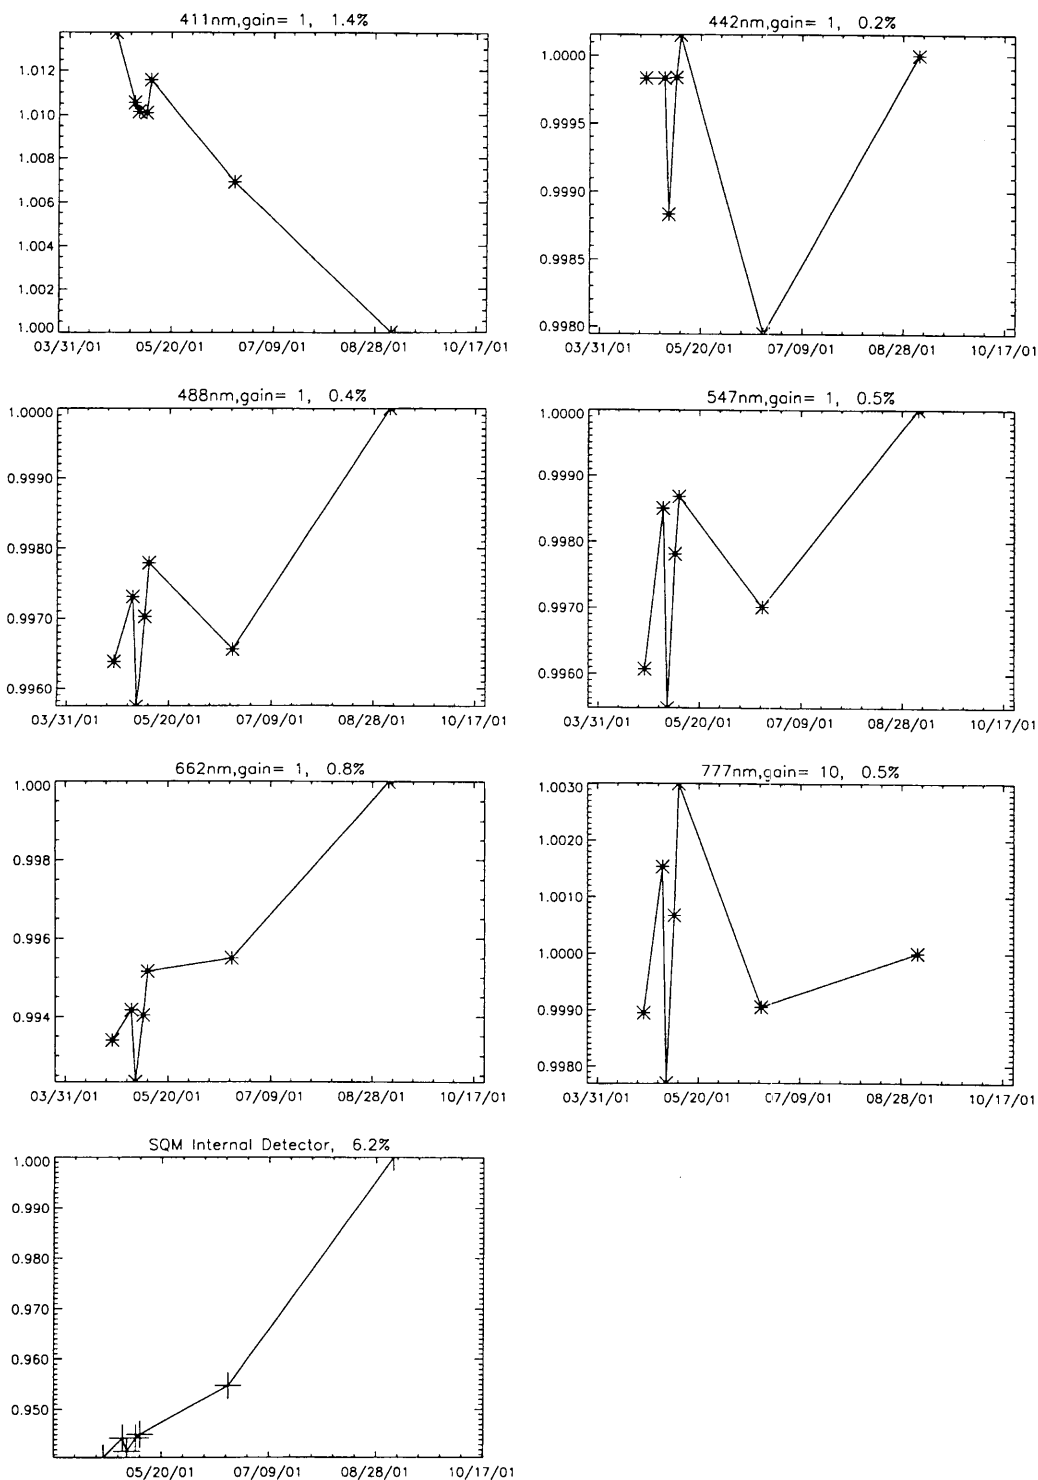 411nm,gain= 1, 1.4%
1.012
1.010
1.008
1.006
1.004
1.002
1.000
03/31/01 05/20/01 07/09/01 08/28/01 10/17/01
442nm,gain= 1, 0.2%
1.0000
0.9995
0.9990
0.9985
0.9980
03/31/01 05/20/01 07/09/01 08/28/01 10/17/01
488nm,gain= 1, 0.4%
1.0000
0.9990
0.9980
0.9970
0.9960
03/31/01 05/20/01 07/09/01 08/28/01 10/17/01
547nm,gain= 1, 0.5%
1.0000
0.9990
0.9980
0.9970
0.9960
03/31/01 05/20/01 07/09/01 08/28/01 10/17/01
662nm,gain= 1, 0.8%
1.000
0.998
0.996
0.994
03/31/01 05/20/01 07/09/01 08/28/01 10/17/01
777nm,gain= 10, 0.5%
1.0030
1.0020
1.0010
1.0000
0.9990
0.9980
03/31/01 05/20/01 07/09/01 08/28/01 10/17/01
SQM Internal Detector, 6.2%
1.000
0.990
0.980
0.970
0.960
0.950
05/20/01 07/09/01 08/28/01 10/17/01